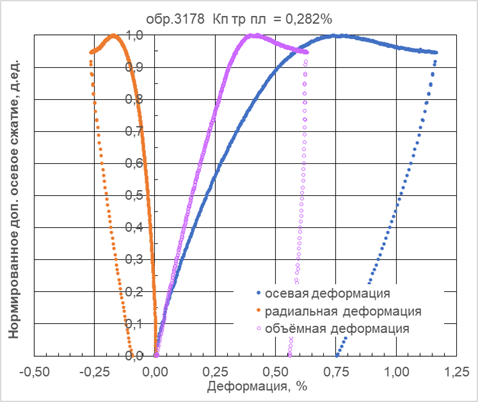 обр.3178 Кп тр пл = 0,282%
Нормированное доп. осевое сжатие, д.ед.
1,0
0,9
0,8
0,7
0,6
0,5
0,4
0,3
0,2
0,1
0,0
осевая деформация
радиальная деформация
объёмная деформация
-0,50 -0,25 0,00 0,25 0,50 0,75 1,00 1,25
Деформация, %